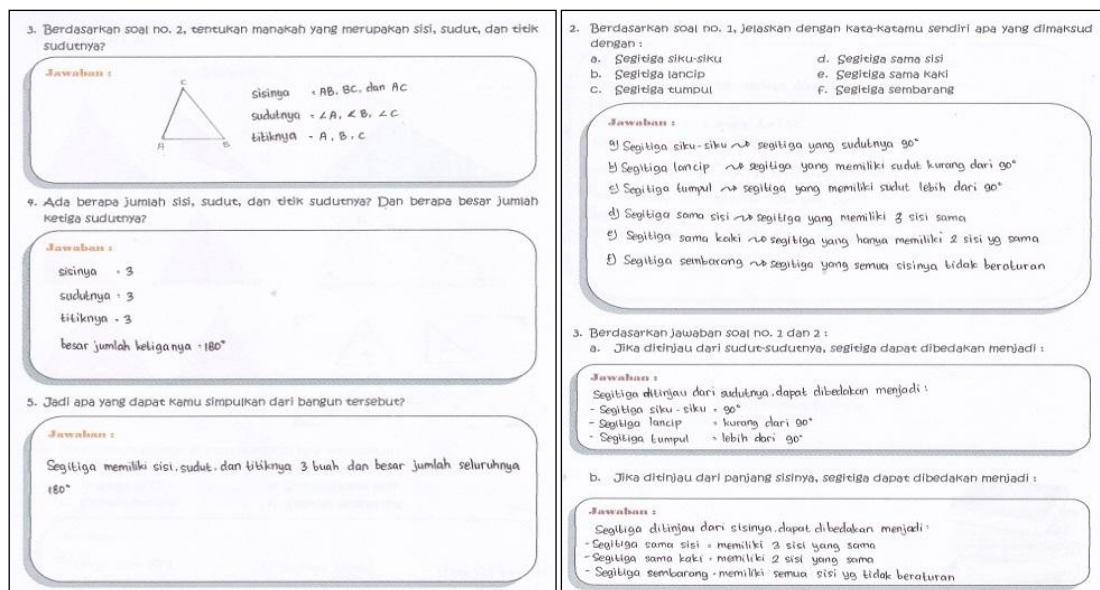 3. Berdasarkan soal no. 2, tentukan manakah yang merupakan sisi, sudut, dan titik
sudutnya?
Jawaban :
C
A
B
sisinya = AB, BC, dan AC
sudutnya = ∠A, ∠B, ∠C
titiknya = A, B, C
4. Ada berapa jumlah sisi, sudut, dan titik sudutnya? Dan berapa besar jumlah
ketiga sudutnya?
Jawaban :
sisinya = 3
sudutnya = 3
titiknya = 3
besar jumlah ketiganya = 180°
5. Jadi apa yang dapat kamu simpulkan dari bangun tersebut?
Jawaban :
Segitiga memiliki sisi, sudut, dan titiknya 3 buah dan besar jumlah seluruhnya
180°
2. Berdasarkan soal no. 1, jelaskan dengan kata-katamu sendiri apa yang dimaksud
dengan :
a. Segitiga siku-siku
b. Segitiga lancip
c. Segitiga tumpul
d. Segitiga sama sisi
e. Segitiga sama kaki
f. Segitiga sembarang
Jawaban :
a) Segitiga siku-siku ⇝ segitiga yang sudutnya 90°
b) Segitiga lancip ⇝ segitiga yang memiliki sudut kurang dari 90°
c) Segitiga tumpul ⇝ segitiga yang memiliki sudut lebih dari 90°
d) Segitiga sama sisi ⇝ segitiga yang memiliki 3 sisi sama
e) Segitiga sama kaki ⇝ segitiga yang hanya memiliki 2 sisi yg sama
f) Segitiga sembarang ⇝ segitiga yang semua sisinya tidak beraturan
3. Berdasarkan jawaban soal no. 1 dan 2 :
a. Jika ditinjau dari sudut-sudutnya, segitiga dapat dibedakan menjadi :
Jawaban :
Segitiga ditinjau dari sudutnya, dapat dibedakan menjadi :
- Segitiga siku-siku = 90°
- Segitiga lancip = kurang dari 90°
- Segitiga tumpul = lebih dari 90°
b. Jika ditinjau dari panjang sisinya, segitiga dapat dibedakan menjadi :
Jawaban :
Segitiga ditinjau dari sisinya, dapat dibedakan menjadi :
- Segitiga sama sisi = memiliki 3 sisi yang sama
- Segitiga sama kaki = memiliki 2 sisi yang sama
- Segitiga sembarang = memiliki semua sisi yg tidak beraturan